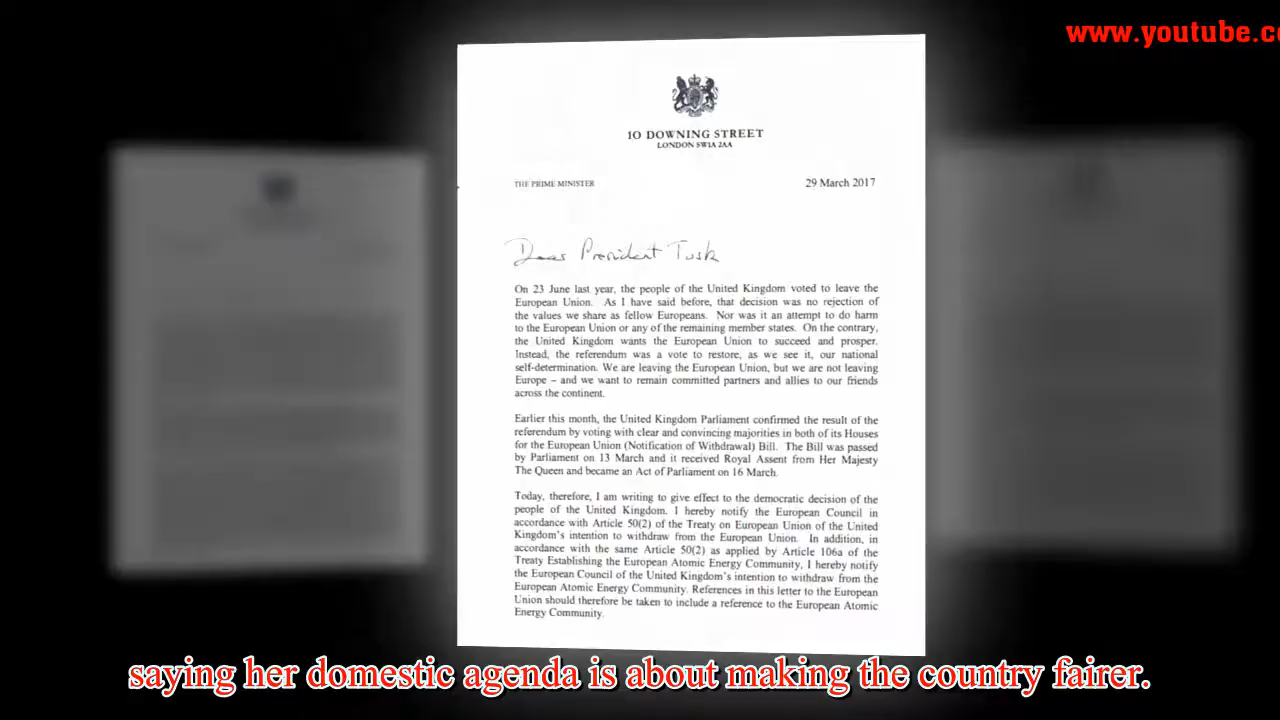 www.youtube.c
10 DOWNING STREET
LONDON SW1A 2AA
THE PRIME MINISTER
29 March 2017
Dear President Tusk
On 23 June last year, the people of the United Kingdom voted to leave the
European Union. As I have said before, that decision was no rejection of
the values we share as fellow Europeans. Nor was it an attempt to do harm
to the European Union or any of the remaining member states. On the contrary,
the United Kingdom wants the European Union to succeed and prosper.
Instead, the referendum was a vote to restore, as we see it, our national
self-determination. We are leaving the European Union, but we are not leaving
Europe – and we want to remain committed partners and allies to our friends
across the continent.
Earlier this month, the United Kingdom Parliament confirmed the result of the
referendum by voting with clear and convincing majorities in both of its Houses
for the European Union (Notification of Withdrawal) Bill. The Bill was passed
by Parliament on 13 March and it received Royal Assent from Her Majesty
The Queen and became an Act of Parliament on 16 March.
Today, therefore, I am writing to give effect to the democratic decision of the
people of the United Kingdom. I hereby notify the European Council in
accordance with Article 50(2) of the Treaty on European Union of the United
Kingdom's intention to withdraw from the European Union. In addition, in
accordance with the same Article 50(2) as applied by Article 106a of the
Treaty Establishing the European Atomic Energy Community, I hereby notify
the European Council of the United Kingdom's intention to withdraw from the
European Atomic Energy Community. References in this letter to the European
Union should therefore be taken to include a reference to the European Atomic
Energy Community.
saying her domestic agenda is about making the country fairer.